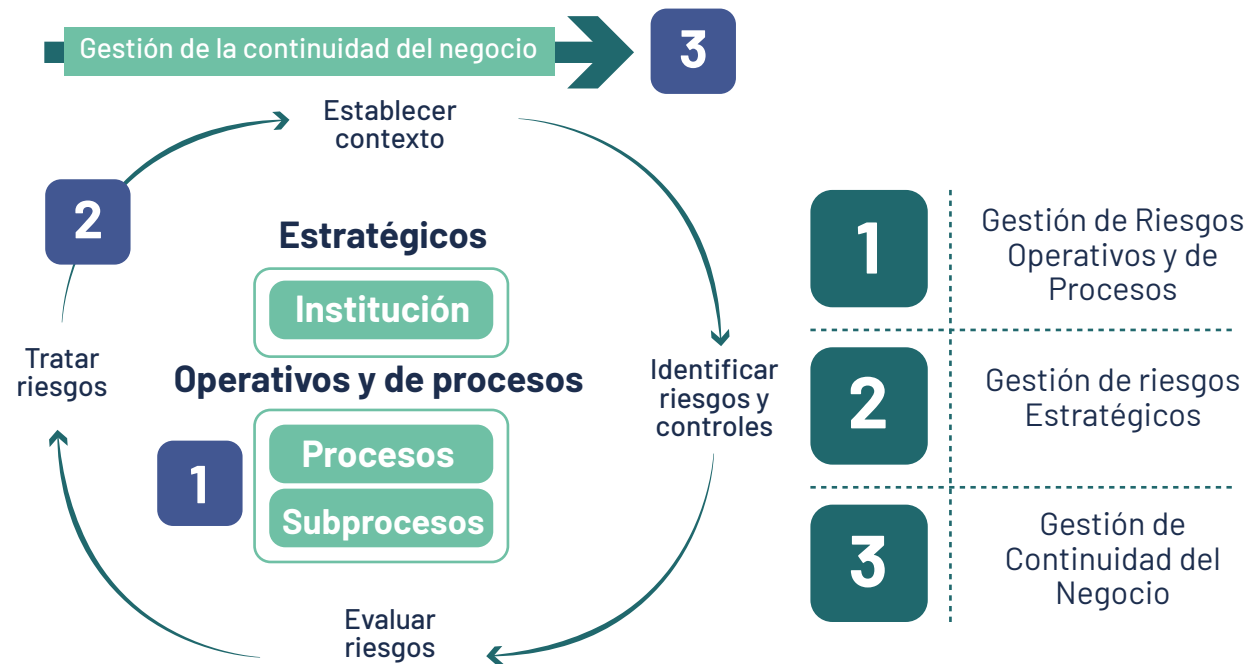 Gestión de la continuidad del negocio
3
Establecer
contexto
2
Estratégicos
Institución
Tratar
riesgos
Operativos y de procesos
Identificar
riesgos y
controles
1
Procesos
Subprocesos
Evaluar
riesgos
1
Gestión de Riesgos
Operativos y de
Procesos
2
Gestión de riesgos
Estratégicos
3
Gestión de
Continuidad del
Negocio